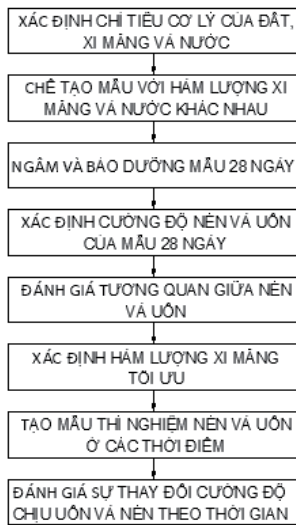 XÁC ĐỊNH CHỈ TIÊU CƠ LÝ CỦA ĐẤT,
XI MĂNG VÀ NƯỚC
CHẾ TẠO MẪU VỚI HÀM LƯỢNG XI
MĂNG VÀ NƯỚC KHÁC NHAU
NGÂM VÀ BẢO DƯỠNG MẪU 28 NGÀY
XÁC ĐỊNH CƯỜNG ĐỘ NÉN VÀ UỐN
CỦA MẪU 28 NGÀY
ĐÁNH GIÁ TƯƠNG QUAN GIỮA NÉN
VÀ UỐN
XÁC ĐỊNH HÀM LƯỢNG XI MĂNG
TỐI ƯU
TẠO MẪU THÍ NGHIỆM NÉN VÀ UỐN
Ở CÁC THỜI ĐIỂM
ĐÁNH GIÁ SỰ THAY ĐỔI CƯỜNG ĐỘ
CHỊU UỐN VÀ NÉN THEO THỜI GIAN